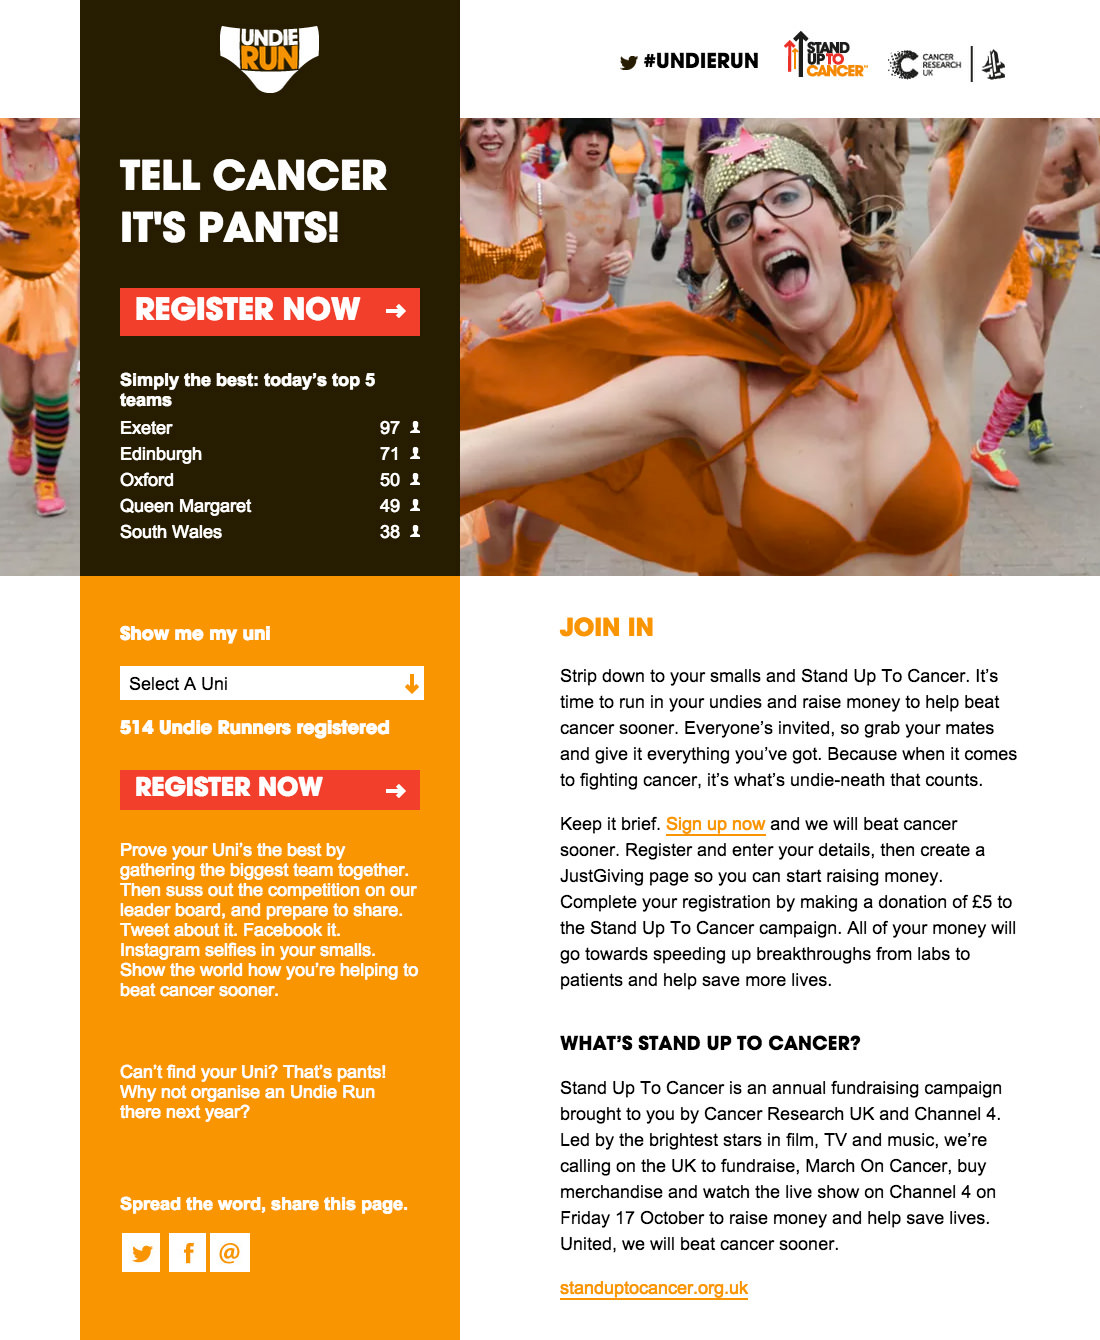 UNDIE
RUN
#UNDIERUN
STAND
UP TO
CANCER
CANCER
RESEARCH
UK
4
TELL CANCER
IT'S PANTS!
REGISTER NOW
Simply the best: today's top 5
teams
Exeter 97
Edinburgh 71
Oxford 50
Queen Margaret 49
South Wales 38
Show me my uni
Select A Uni
514 Undie Runners registered
REGISTER NOW
Prove your Uni's the best by
gathering the biggest team together.
Then suss out the competition on our
leader board, and prepare to share.
Tweet about it. Facebook it.
Instagram selfies in your smalls.
Show the world how you're helping to
beat cancer sooner.
Can't find your Uni? That's pants!
Why not organise an Undie Run
there next year?
Spread the word, share this page.
f @
JOIN IN
Strip down to your smalls and Stand Up To Cancer. It's
time to run in your undies and raise money to help beat
cancer sooner. Everyone's invited, so grab your mates
and give it everything you've got. Because when it comes
to fighting cancer, it's what's undie-neath that counts.
Keep it brief. Sign up now and we will beat cancer
sooner. Register and enter your details, then create a
JustGiving page so you can start raising money.
Complete your registration by making a donation of £5 to
the Stand Up To Cancer campaign. All of your money will
go towards speeding up breakthroughs from labs to
patients and help save more lives.
WHAT'S STAND UP TO CANCER?
Stand Up To Cancer is an annual fundraising campaign
brought to you by Cancer Research UK and Channel 4.
Led by the brightest stars in film, TV and music, we're
calling on the UK to fundraise, March On Cancer, buy
merchandise and watch the live show on Channel 4 on
Friday 17 October to raise money and help save lives.
United, we will beat cancer sooner.
standuptocancer.org.uk